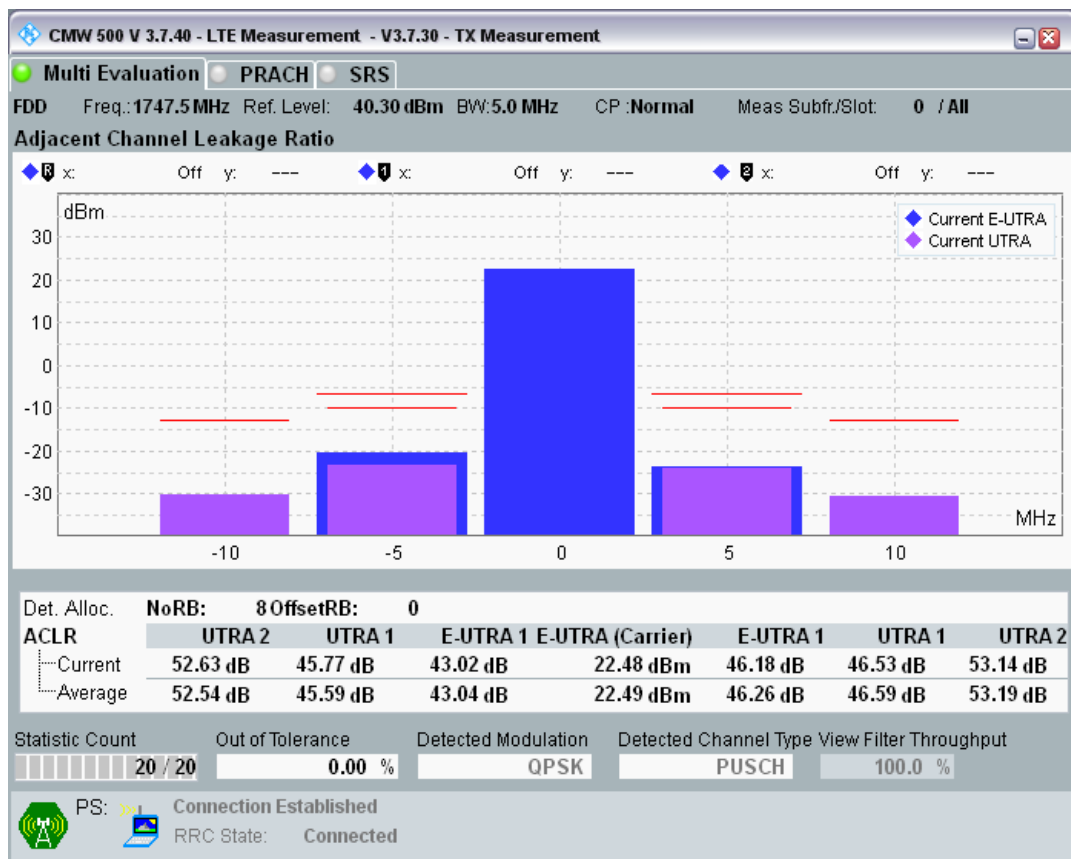 CMW 500 V 3.7.40 - LTE Measurement - V3.7.30 - TX Measurement
Multi Evaluation PRACH SRS
FDD Freq.:1747.5 MHz Ref. Level: 40.30 dBm BW:5.0 MHz CP :Normal Meas Subfr./Slot: 0 / All
Adjacent Channel Leakage Ratio
R x: Off y: --- 1 x: Off y: --- 2 x: Off y: ---
dBm
Current E-UTRA
Current UTRA
30
20
10
0
-10
-20
-30
MHz
-10 -5 0 5 10
Det. Alloc. NoRB: 8 OffsetRB: 0
ACLR UTRA 2 UTRA 1 E-UTRA 1 E-UTRA (Carrier) E-UTRA 1 UTRA 1 UTRA 2
Current 52.63 dB 45.77 dB 43.02 dB 22.48 dBm 46.18 dB 46.53 dB 53.14 dB
Average 52.54 dB 45.59 dB 43.04 dB 22.49 dBm 46.26 dB 46.59 dB 53.19 dB
Statistic Count Out of Tolerance Detected Modulation Detected Channel Type View Filter Throughput
20 / 20 0.00 % QPSK PUSCH 100.0 %
PS: Connection Established
RRC State: Connected